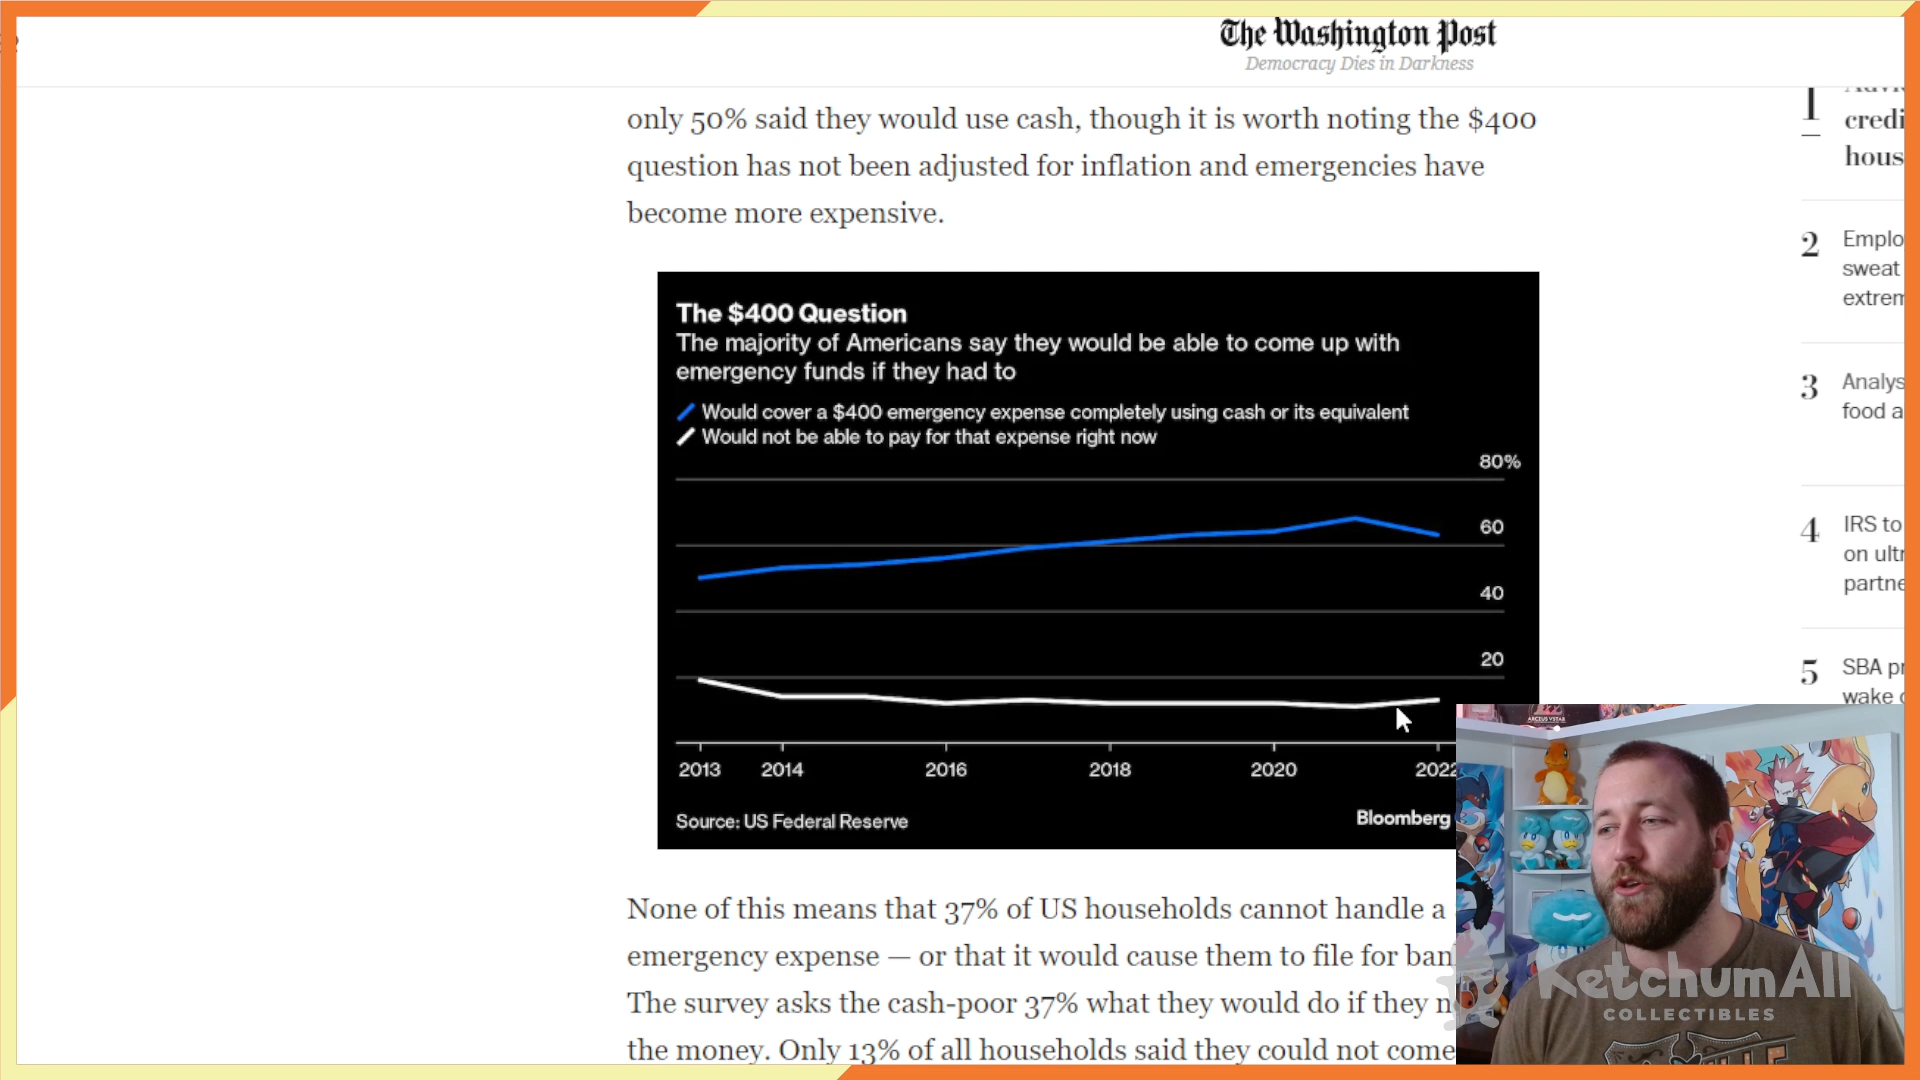 The Washington Post
Democracy Dies in Darkness
only 50% said they would use cash, though it is worth noting the $400
question has not been adjusted for inflation and emergencies have
become more expensive.
The $400 Question
The majority of Americans say they would be able to come up with
emergency funds if they had to
Would cover a $400 emergency expense completely using cash or its equivalent
Would not be able to pay for that expense right now
80%
60
40
20
2013 2014 2016 2018 2020 2022
Source: US Federal Reserve
Bloomberg
None of this means that 37% of US households cannot handle a
emergency expense — or that it would cause them to file for ban
The survey asks the cash-poor 37% what they would do if they n
the money. Only 13% of all households said they could not come
1
credi
hous
2 Emplo
sweat
extrem
3 Analys
food a
4 IRS to
on ultr
partne
5 SBA pr
wake o
ARCEUS VSTAR
KetchumAll
COLLECTIBLES